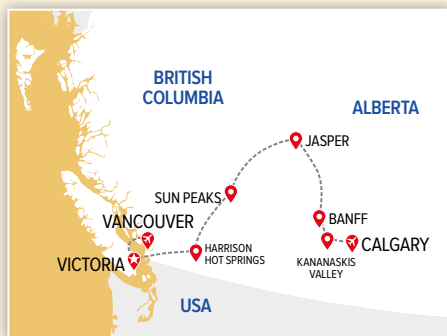 BRITISH
COLUMBIA
ALBERTA
JASPER
SUN PEAKS
VANCOUVER
BANFF
HARRISON
HOT SPRINGS
CALGARY
KANANASKIS
VALLEY
VICTORIA
USA